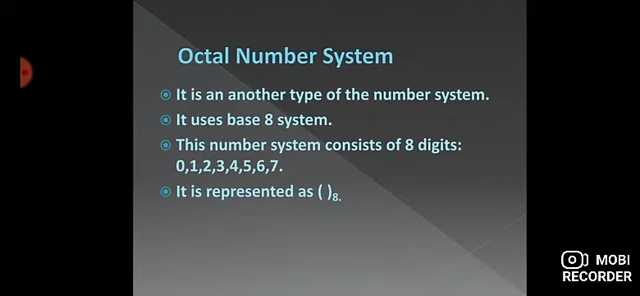 Octal Number System
It is an another type of the number system.
It uses base 8 system.
This number system consists of 8 digits:
0,1,2,3,4,5,6,7.
It is represented as ( )8.
MOBI
RECORDER